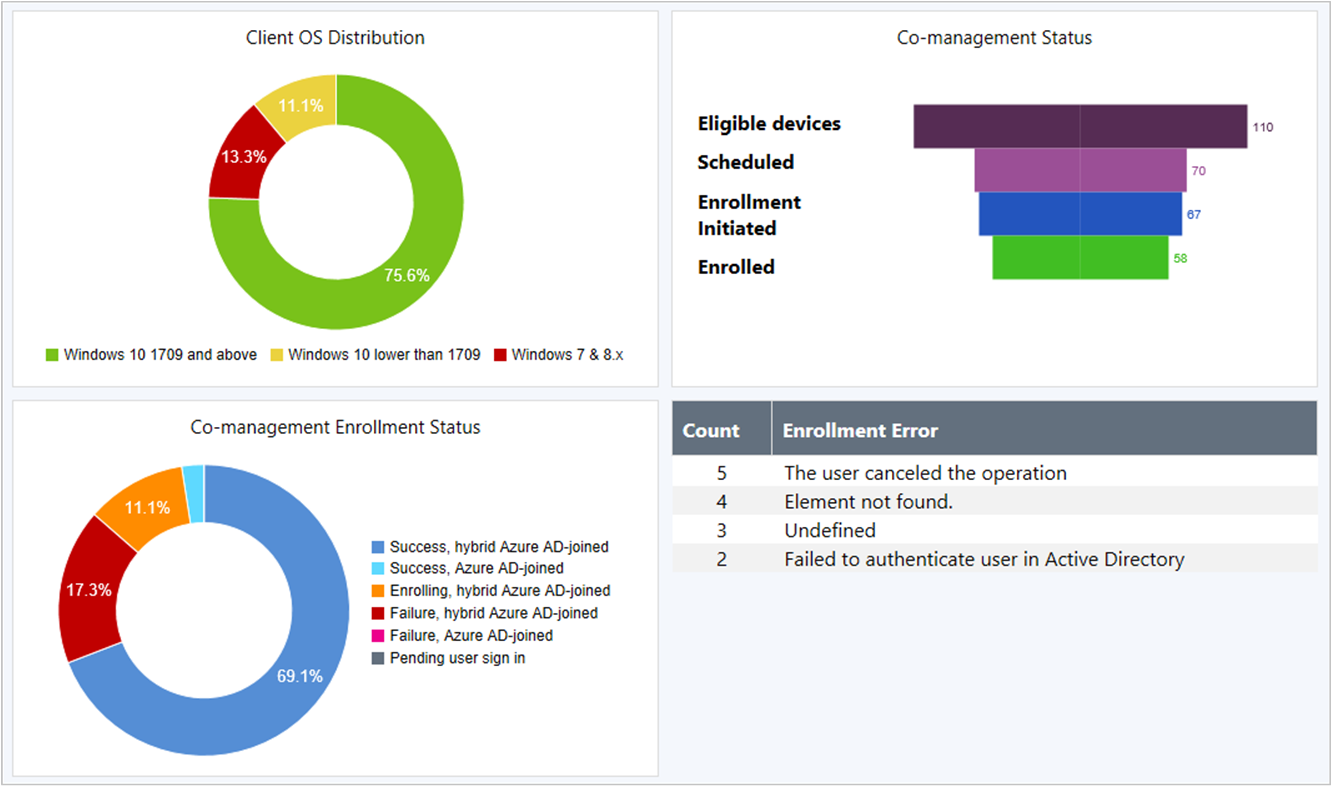 Client OS Distribution
11.1%
13.3%
75.6%
Windows 10 1709 and above Windows 10 lower than 1709 Windows 7 & 8.x
Co-management Status
Eligible devices 110
Scheduled 70
Enrollment
Initiated 67
Enrolled 58
Co-management Enrollment Status
11.1%
17.3%
69.1%
Success, hybrid Azure AD-joined
Success, Azure AD-joined
Enrolling, hybrid Azure AD-joined
Failure, hybrid Azure AD-joined
Failure, Azure AD-joined
Pending user sign in
Count Enrollment Error
5 The user canceled the operation
4 Element not found.
3 Undefined
2 Failed to authenticate user in Active Directory